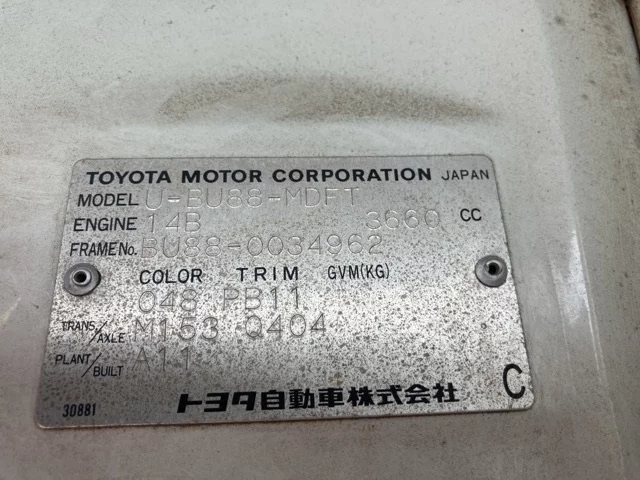 TOYOTA MOTOR CORPORATION JAPAN
MODEL U-BU88-MDFT
ENGINE 14B 3660 CC
FRAME No. BU88-0034962
COLOR TRIM GVM(KG)
048 PB11
TRANS/AXLE M153 Q404
PLANT/BUILT A11
トヨタ自動車株式会社 C
30881